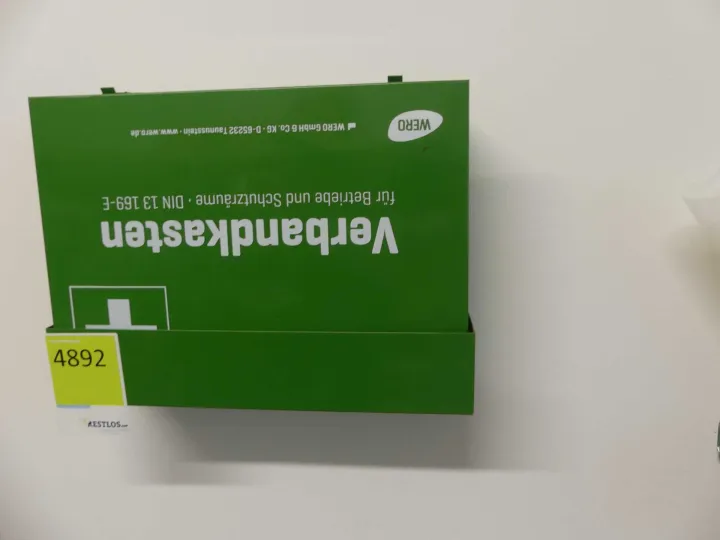 WERO
WERO GmbH & Co. KG · D-65232 Taunusstein · www.wero.de
für Betriebe und Schutzräume · DIN 13 169-E
Verbandkasten
4892
RESTLOS